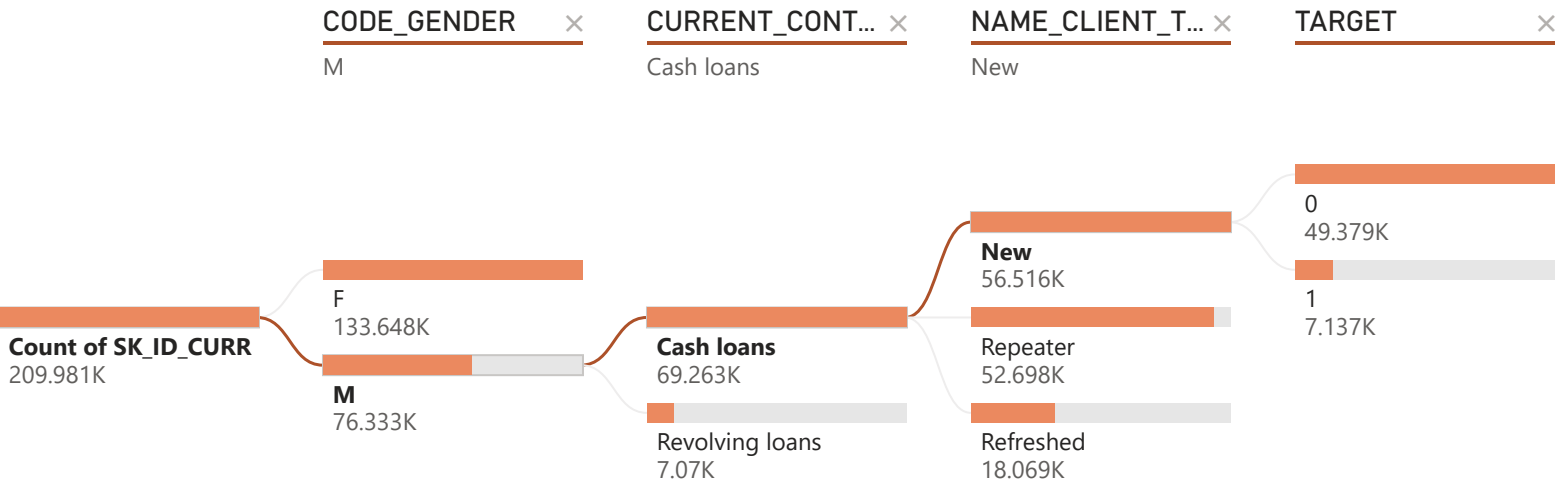 CODE_GENDER ×
CURRENT_CONT... ×
NAME_CLIENT_T... ×
TARGET ×
M
Cash loans
New
Count of SK_ID_CURR
209.981K
F
133.648K
M
76.333K
Cash loans
69.263K
Revolving loans
7.07K
New
56.516K
Repeater
52.698K
Refreshed
18.069K
0
49.379K
1
7.137K